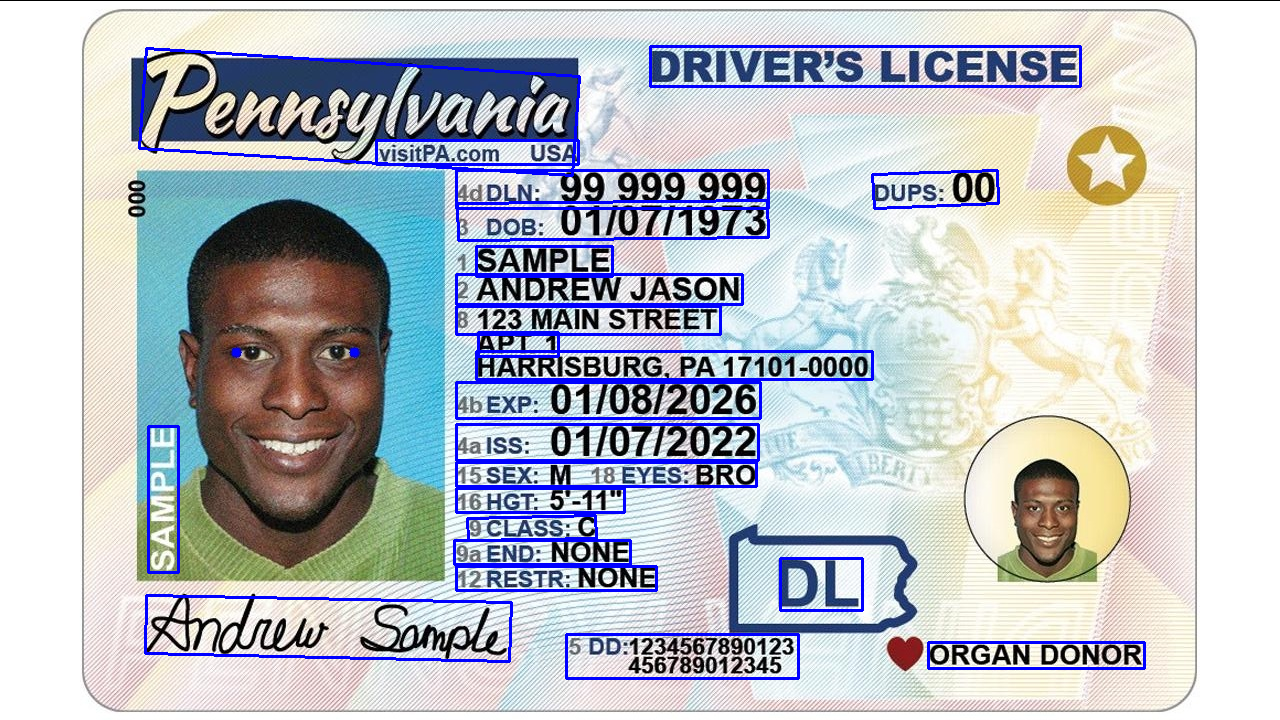 Pennsylvania
DRIVER'S LICENSE
visitPA.com USA
000
4d DLN: 99 999 999
DUPS: 00
3 DOB: 01/07/1973
1 SAMPLE
2 ANDREW JASON
8 123 MAIN STREET
APT. 1
HARRISBURG, PA 17101-0000
4b EXP: 01/08/2026
4a ISS: 01/07/2022
15 SEX: M 18 EYES: BRO
16 HGT: 5'-11"
9 CLASS: C
9a END: NONE
12 RESTR: NONE
SAMPLE
DL
Andrew Sample
5 DD:1234567890123
456789012345
ORGAN DONOR